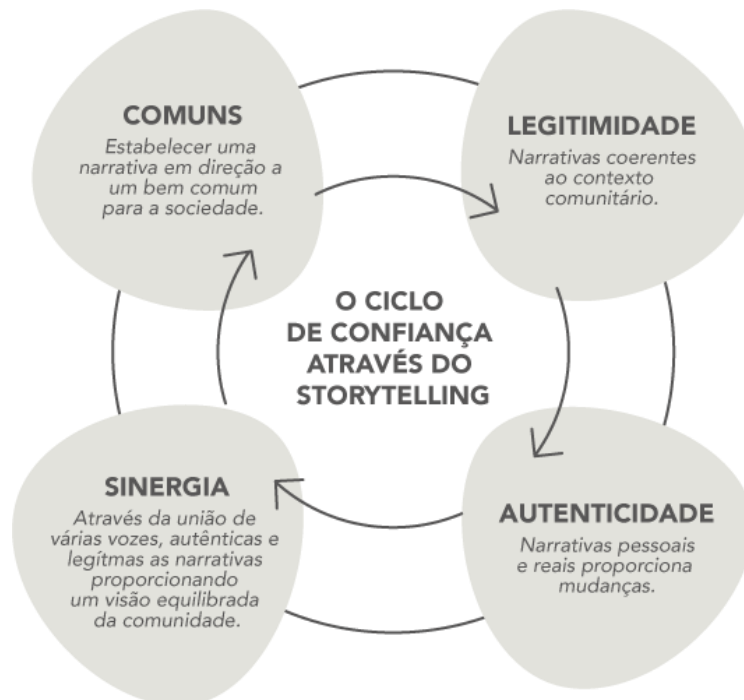 COMUNS
Estabelecer uma
narrativa em direção a
um bem comum
para a sociedade.
LEGITIMIDADE
Narrativas coerentes
ao contexto
comunitário.
O CICLO
DE CONFIANÇA
ATRAVÉS DO
STORYTELLING
SINERGIA
Através da união de
várias vozes, autênticas e
legítmas as narrativas
proporcionando
um visão equilibrada
da comunidade.
AUTENTICIDADE
Narrativas pessoais
e reais proporciona
mudanças.